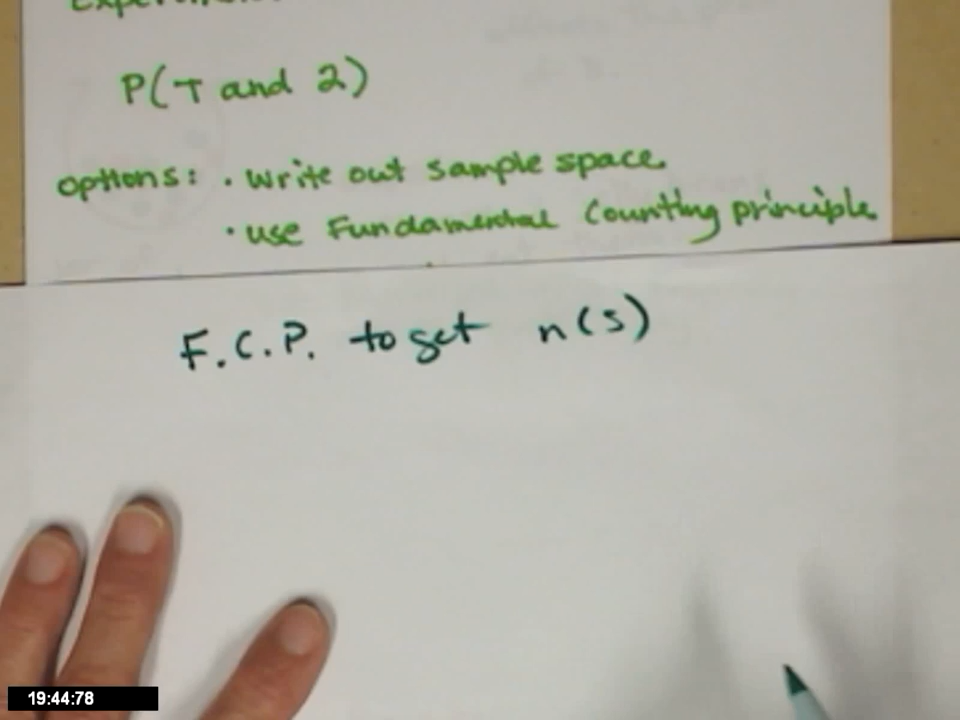 P(T and 2)
options: . Write out sample space.
. use Fundamental Counting principle
F.C.P. to get n(s)
19:44:78